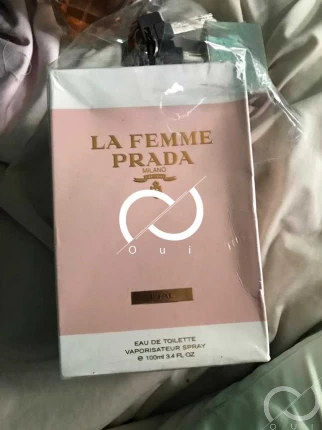 LA FEMME
PRADA
MILANO
Oui
EAU DE TOILETTE
VAPORISATEUR SPRAY
℮ 100ml 3.4 FL OZ
Oui